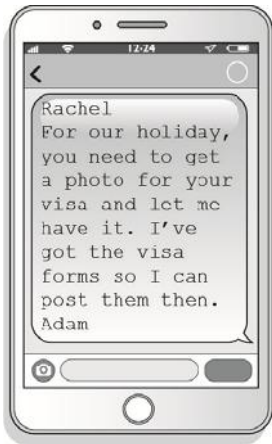 12:24
Rachel
For our holiday,
you need to get
a photo for your
visa and let me
have it. I've
got the visa
forms so I can
post them then.
Adam